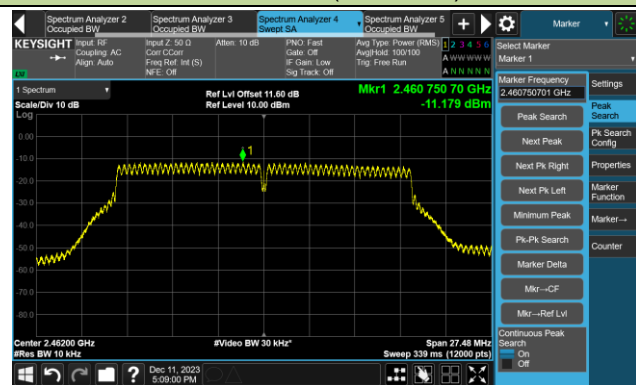 Spectrum Analyzer 2
Occupied BW
Spectrum Analyzer 3
Occupied BW
Spectrum Analyzer 4
Swept SA
Spectrum Analyzer 5
Occupied BW
Marker
KEYSIGHT
Input: RF
Coupling: AC
Align: Auto
Input Z: 50 Ω
Corr CCorr
Freq Ref: Int (S)
NFE: Off
Atten: 10 dB
PNO: Fast
Gate: Off
IF Gain: Low
Sig Track: Off
Avg Type: Power (RMS)
Avg|Hold: 100/100
Trig: Free Run
1 2 3 4 5 6
A W W W W W
A N N N N N
Select Marker
Marker 1
1 Spectrum
Scale/Div 10 dB
Log
Ref Lvl Offset 11.60 dB
Ref Level 10.00 dBm
Mkr1 2.460 750 70 GHz
-11.179 dBm
1
0.00
-10.0
-20.0
-30.0
-40.0
-50.0
-60.0
-70.0
-80.0
Center 2.46200 GHz
#Res BW 10 kHz
#Video BW 30 kHz*
Span 27.48 MHz
Sweep 339 ms (12000 pts)
Marker Frequency
2.460750701 GHz
Peak Search
Next Peak
Next Pk Right
Next Pk Left
Minimum Peak
Pk-Pk Search
Marker Delta
Mkr→CF
Mkr→Ref Lvl
Continuous Peak
Search
On
Off
Settings
Peak
Search
Pk Search
Config
Properties
Marker
Function
Marker→
Counter
?
Dec 11, 2023
5:09:00 PM